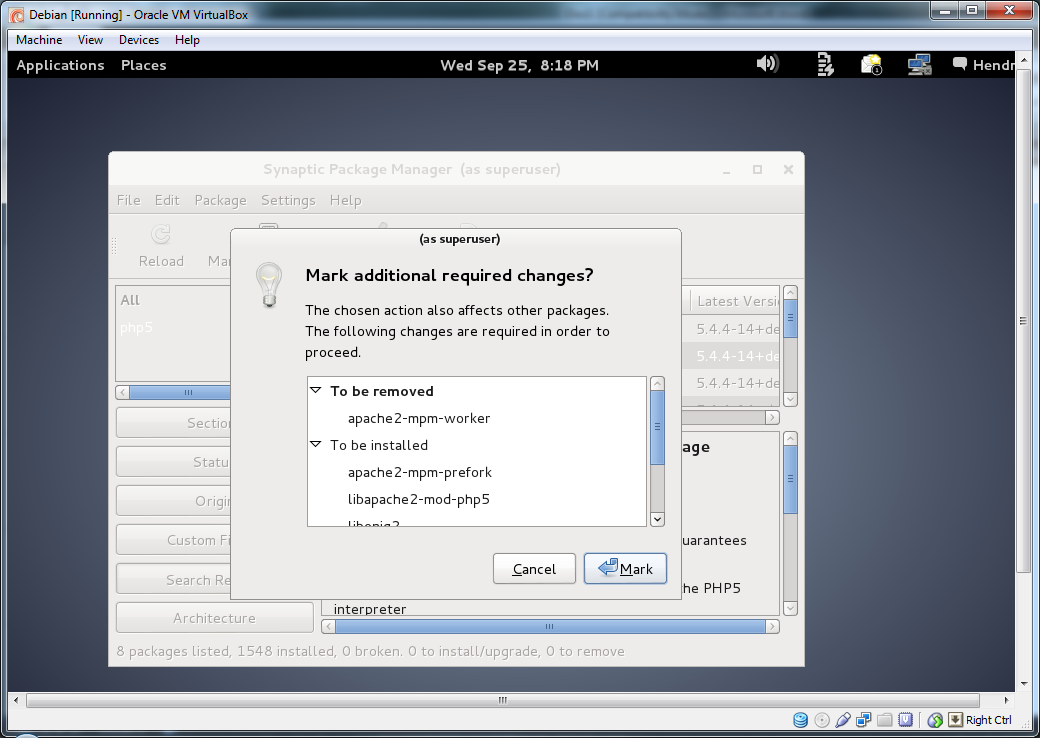 Debian [Running] - Oracle VM VirtualBox
Machine View Devices Help
Applications Places Wed Sep 25, 8:18 PM Hendr
Synaptic Package Manager (as superuser)
File Edit Package Settings Help
Reload Mar
(as superuser)
Mark additional required changes?
The chosen action also affects other packages.
The following changes are required in order to
proceed.
To be removed
apache2-mpm-worker
To be installed
apache2-mpm-prefork
libapache2-mod-php5
Cancel Mark
All
php5
Sectio
Statu
Origi
Custom Fi
Search Re
Architecture
Latest Versi
5.4.4-14+de
5.4.4-14+de
5.4.4-14+de
age
uarantees
he PHP5
interpreter
8 packages listed, 1548 installed, 0 broken. 0 to install/upgrade, 0 to remove
Right Ctrl